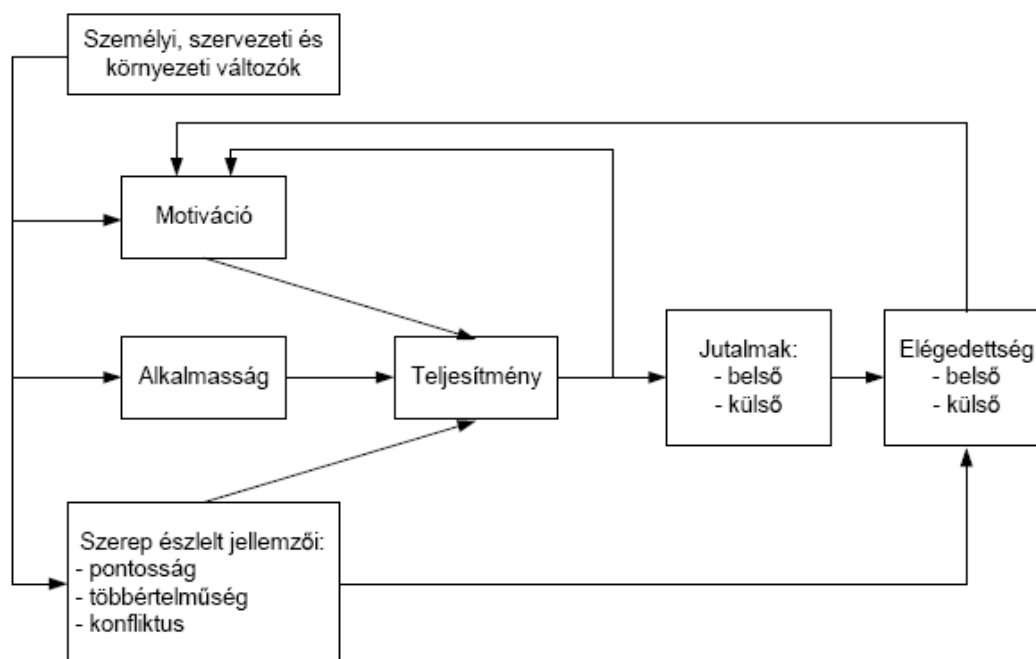 Személyi, szervezeti és
környezeti változók
Motiváció
Alkalmasság
Teljesítmény
Jutalmak:
- belső
- külső
Elégedettség
- belső
- külső
Szerep észlelt jellemzői:
- pontosság
- többértelműség
- konfliktus